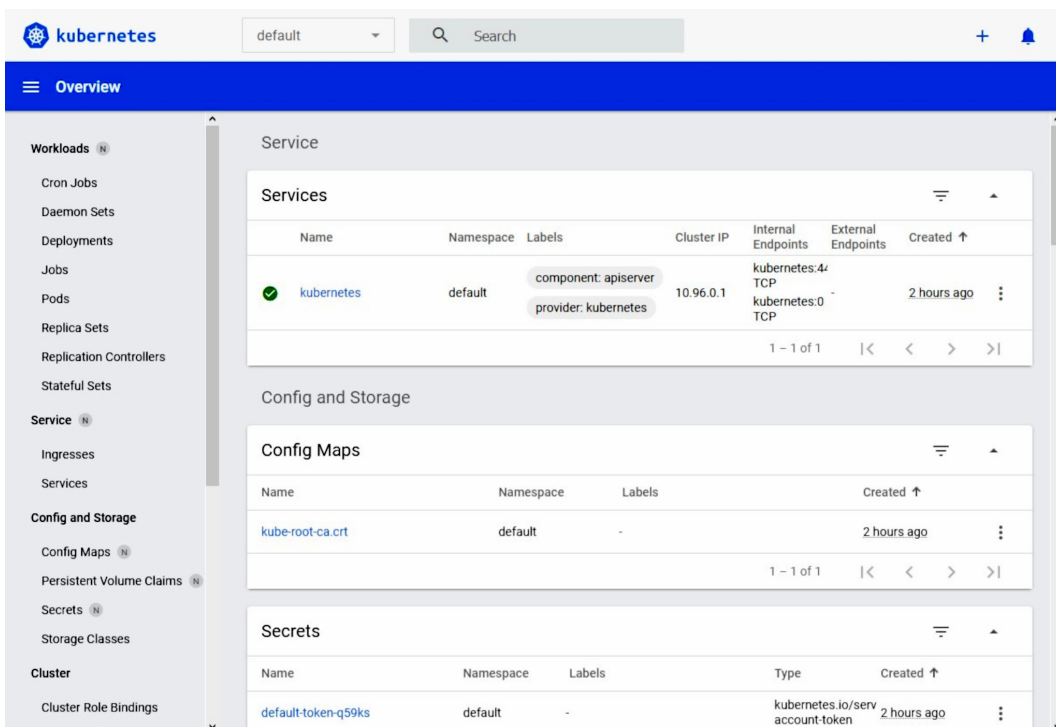 kubernetes
default
Search
Overview
Workloads N
Cron Jobs
Daemon Sets
Deployments
Jobs
Pods
Replica Sets
Replication Controllers
Stateful Sets
Service N
Ingresses
Services
Config and Storage
Config Maps N
Persistent Volume Claims N
Secrets N
Storage Classes
Cluster
Cluster Role Bindings
Service
Services
Name Namespace Labels Cluster IP Internal Endpoints External Endpoints Created
kubernetes default component: apiserver provider: kubernetes 10.96.0.1 kubernetes:44 TCP kubernetes:0 TCP - 2 hours ago
1 – 1 of 1
Config and Storage
Config Maps
Name Namespace Labels Created
kube-root-ca.crt default - 2 hours ago
1 – 1 of 1
Secrets
Name Namespace Labels Type Created
default-token-q59ks default - kubernetes.io/serv account-token 2 hours ago